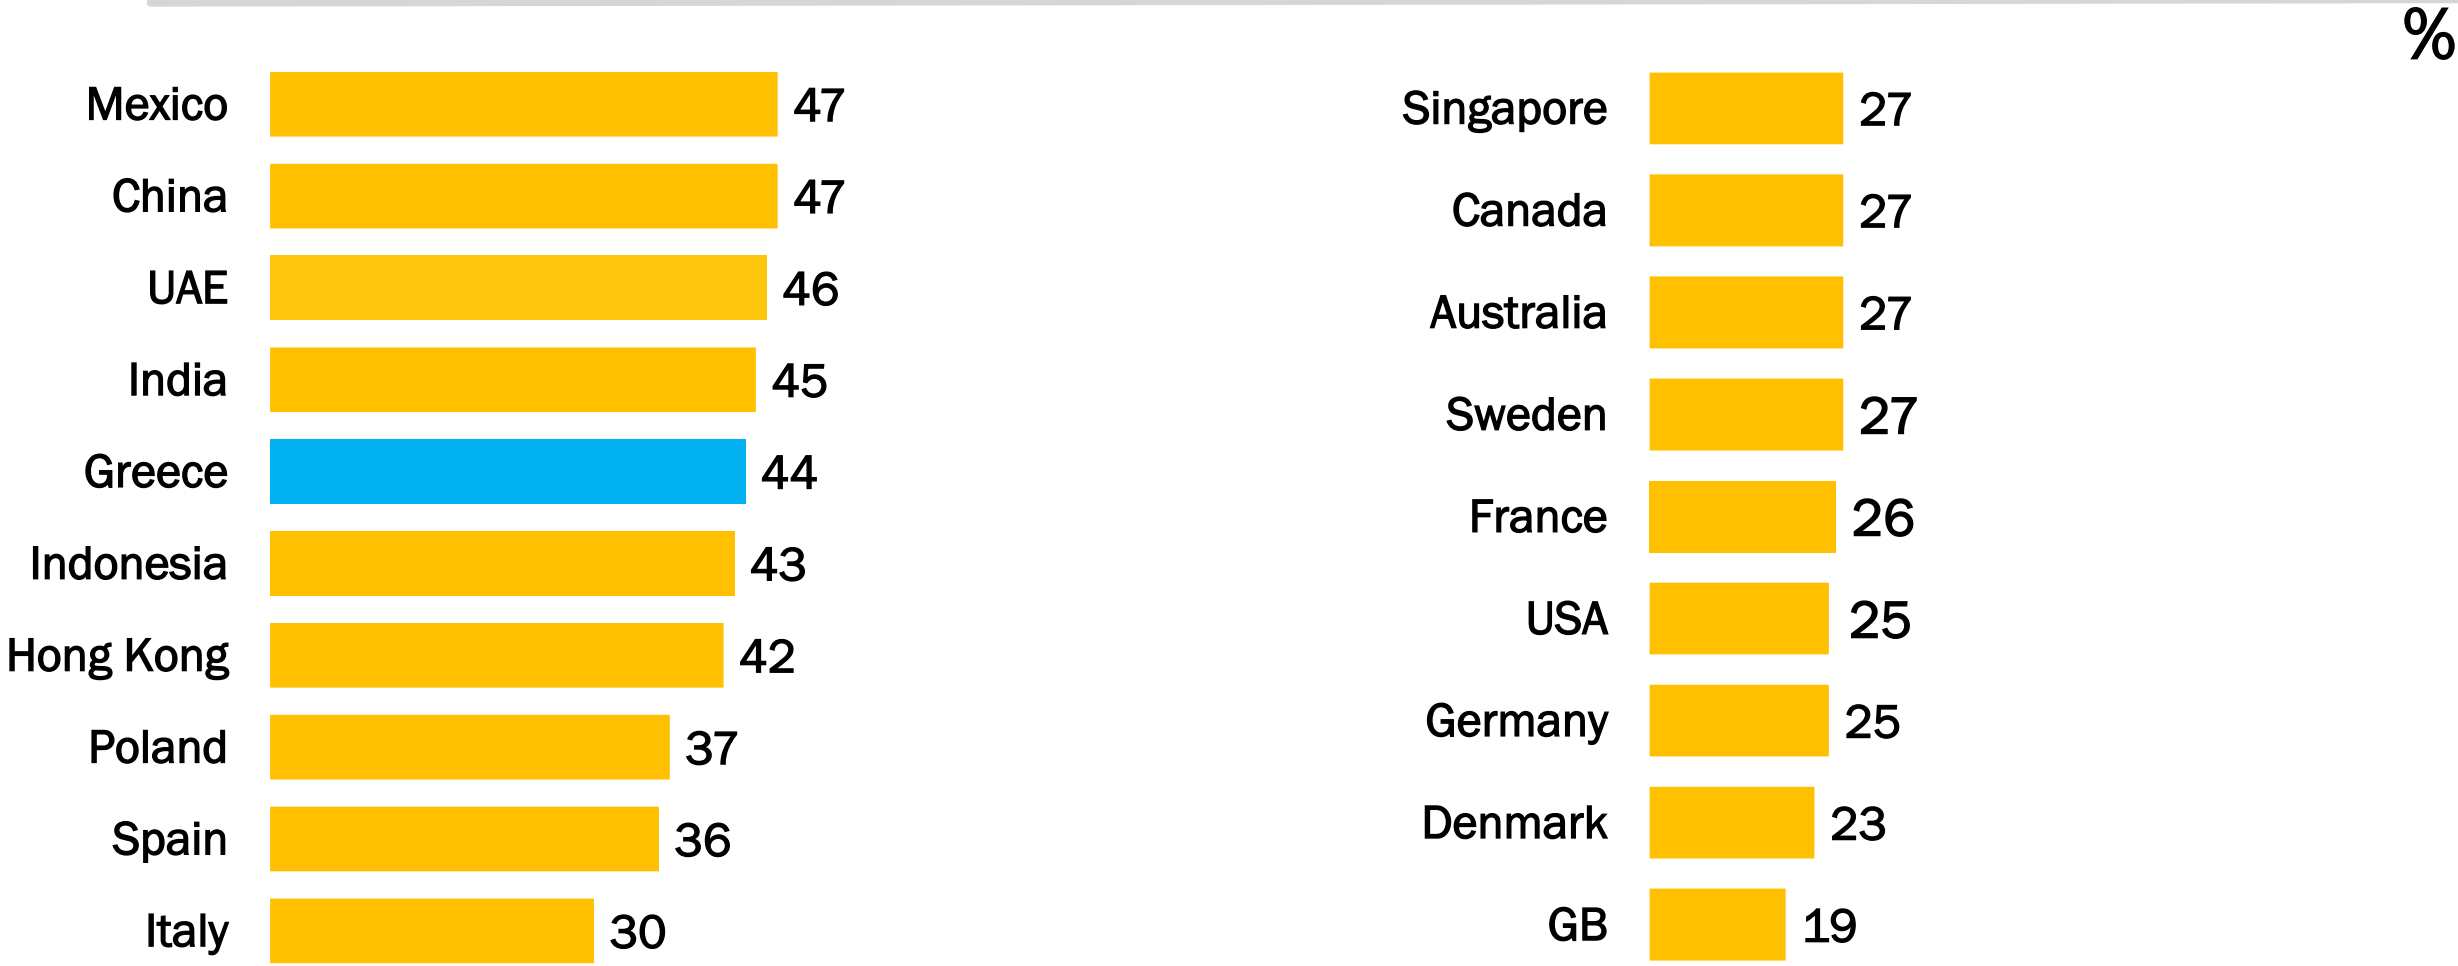 %
Mexico 47
China 47
UAE 46
India 45
Greece 44
Indonesia 43
Hong Kong 42
Poland 37
Spain 36
Italy 30
Singapore 27
Canada 27
Australia 27
Sweden 27
France 26
USA 25
Germany 25
Denmark 23
GB 19